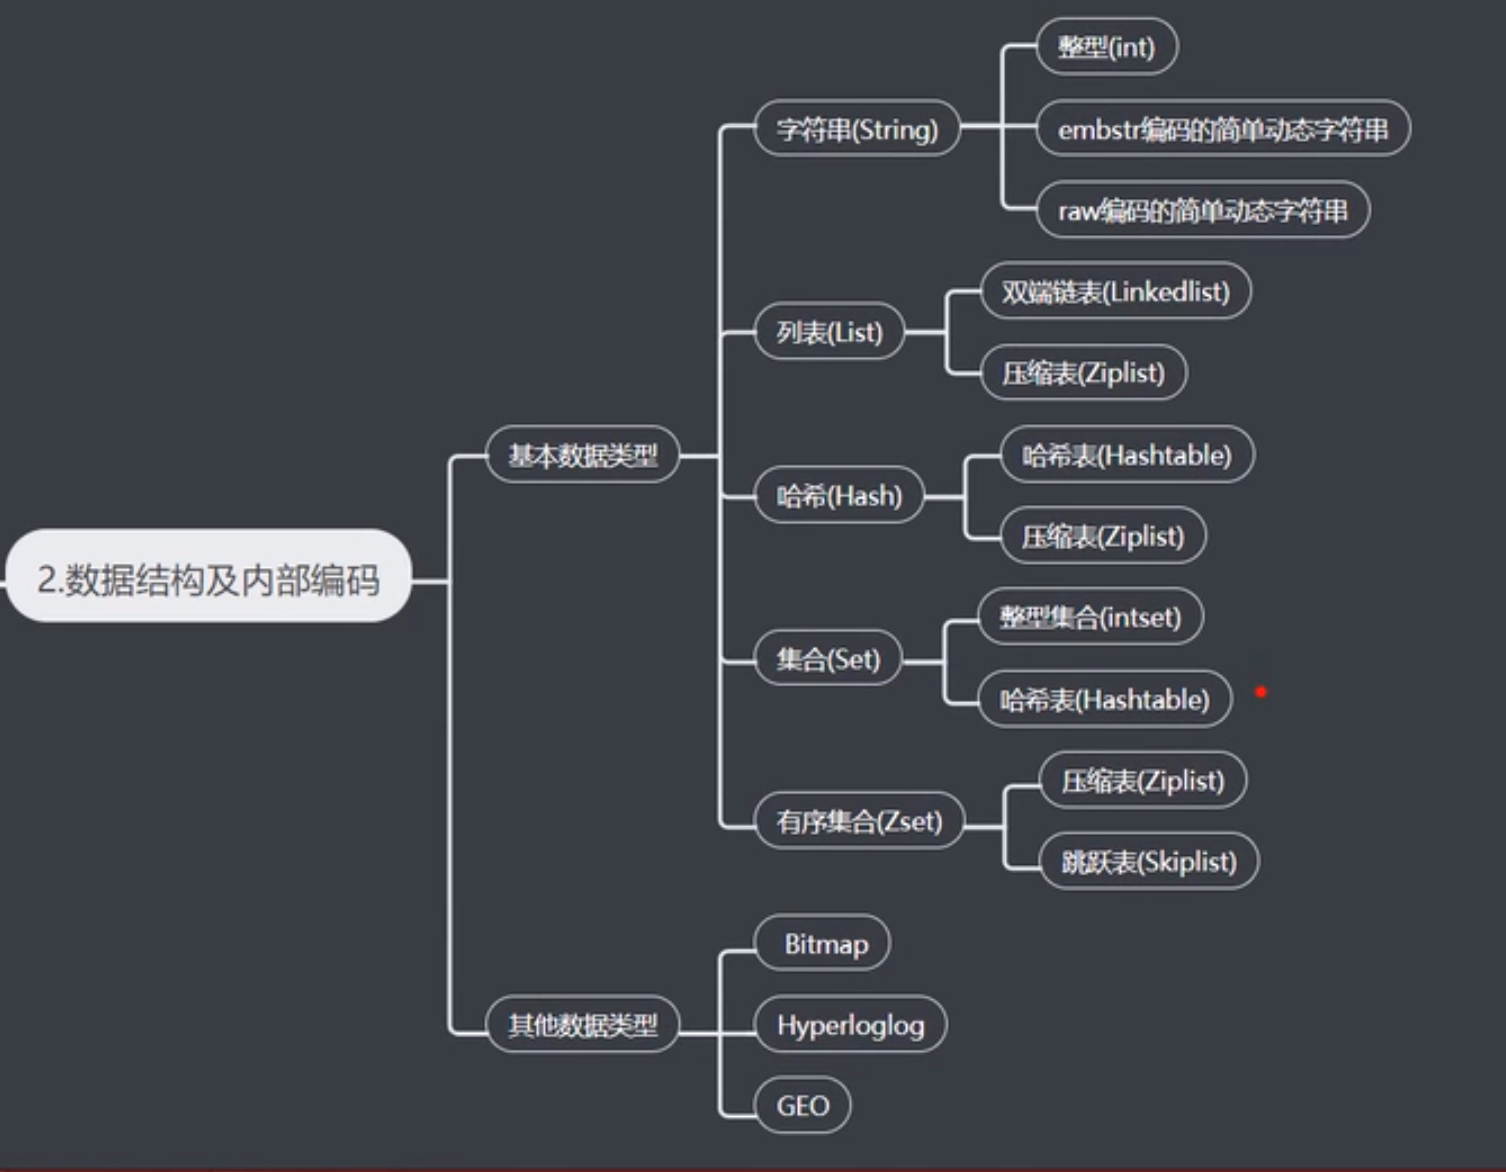 整型(int)
字符串(String)
embstr编码的简单动态字符串
raw编码的简单动态字符串
双端链表(Linkedlist)
列表(List)
压缩表(Ziplist)
基本数据类型
哈希表(Hashtable)
哈希(Hash)
压缩表(Ziplist)
2.数据结构及内部编码
整型集合(intset)
集合(Set)
哈希表(Hashtable)
压缩表(Ziplist)
有序集合(Zset)
跳跃表(Skiplist)
Bitmap
其他数据类型
Hyperloglog
GEO